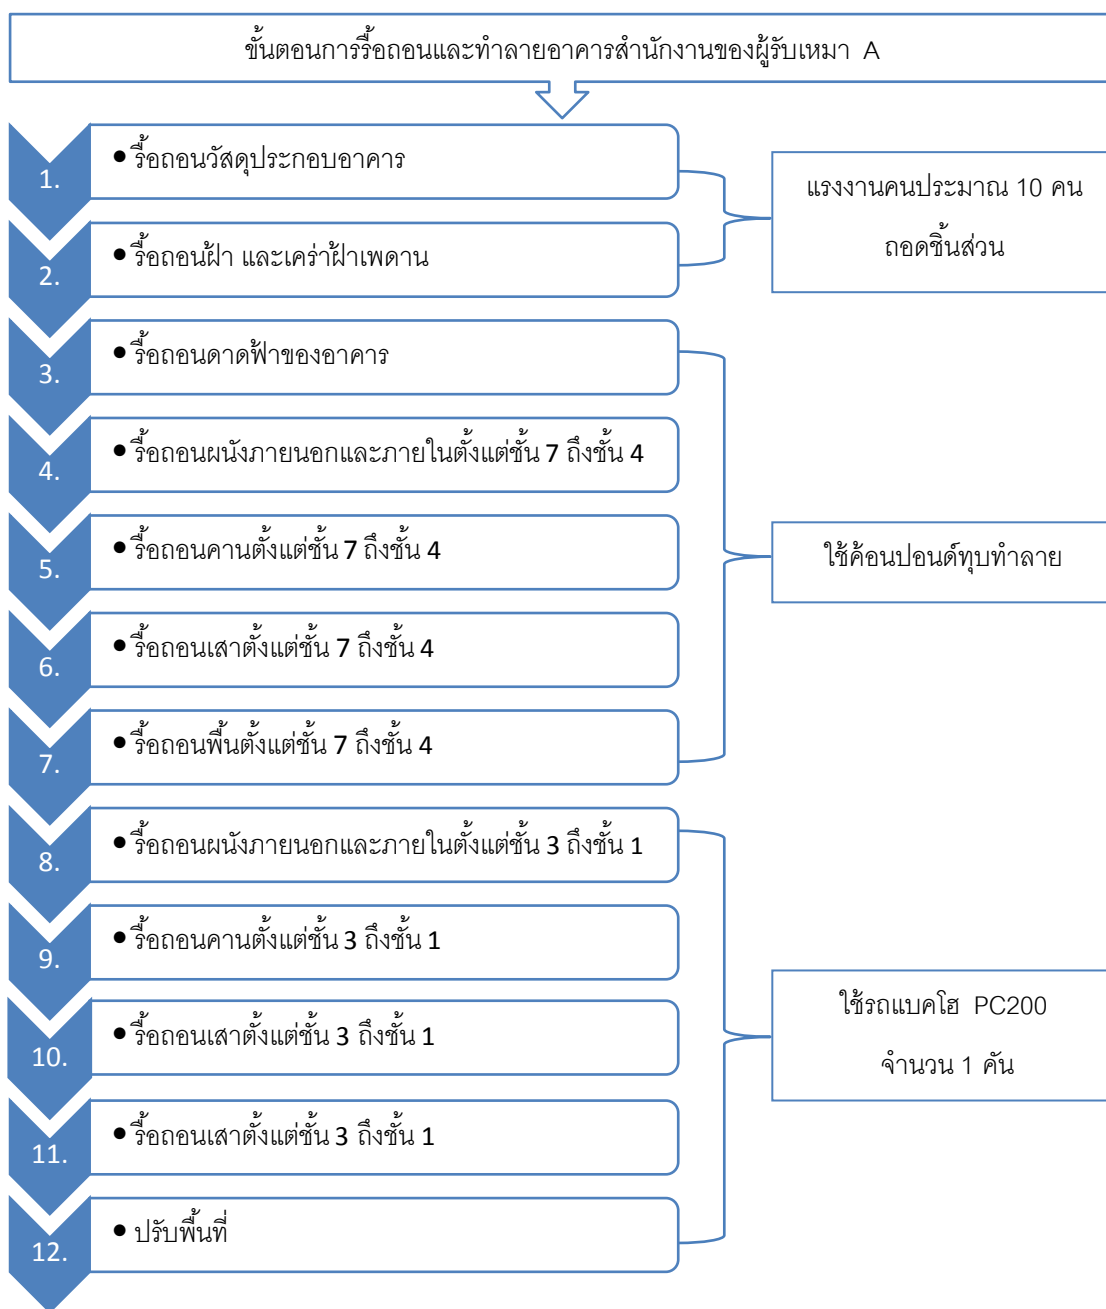 ขั้นตอนการรื้อถอนและทำลายอาคารสำนักงานของผู้รับเหมา A
1.
• รื้อถอนวัสดุประกอบอาคาร
2.
• รื้อถอนฝ้า และเคร่าฝ้าเพดาน
แรงงานคนประมาณ 10 คน
ถอดชิ้นส่วน
3.
• รื้อถอนดาดฟ้าของอาคาร
4.
• รื้อถอนผนังภายนอกและภายในตั้งแต่ชั้น 7 ถึงชั้น 4
5.
• รื้อถอนคานตั้งแต่ชั้น 7 ถึงชั้น 4
6.
• รื้อถอนเสาตั้งแต่ชั้น 7 ถึงชั้น 4
7.
• รื้อถอนพื้นตั้งแต่ชั้น 7 ถึงชั้น 4
ใช้ค้อนปอนด์ทุบทำลาย
8.
• รื้อถอนผนังภายนอกและภายในตั้งแต่ชั้น 3 ถึงชั้น 1
9.
• รื้อถอนคานตั้งแต่ชั้น 3 ถึงชั้น 1
10.
• รื้อถอนเสาตั้งแต่ชั้น 3 ถึงชั้น 1
11.
• รื้อถอนเสาตั้งแต่ชั้น 3 ถึงชั้น 1
12.
• ปรับพื้นที่
ใช้รถแบคโฮ PC200
จำนวน 1 คัน